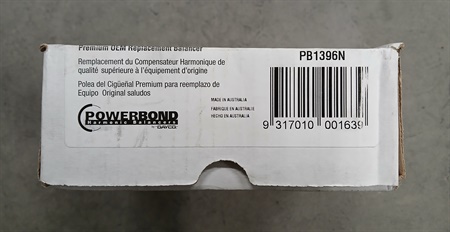 Premium OEM Replacement Balancer
Remplacement du Compensateur Harmonique de
qualité supérieure à l'équipement d'origine
Polea del Cigüeñal Premium para reemplazo de
Equipo Original saludos
POWERBOND
Harmonic Balancers
by DAYCO
PB1396N
MADE IN AUSTRALIA
FABRIQUE EN AUSTRALIE
HECHO EN AUSTRALIA
9 317010 001639